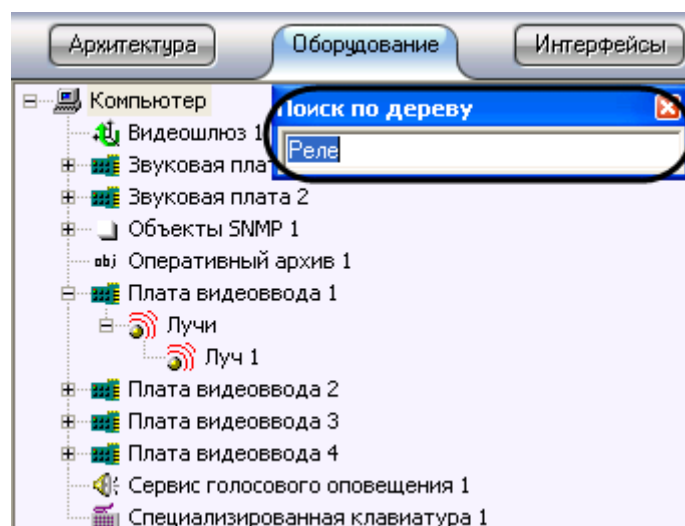 Архитектура Оборудование Интерфейсы
Компьютер
Поиск по дереву
Видеошлюз 1
Реле
Звуковая плат
Звуковая плата 2
Объекты SNMP 1
obj Оперативный архив 1
Плата видеоввода 1
Лучи
Луч 1
Плата видеоввода 2
Плата видеоввода 3
Плата видеоввода 4
Сервис голосового оповещения 1
Специализированная клавиатура 1